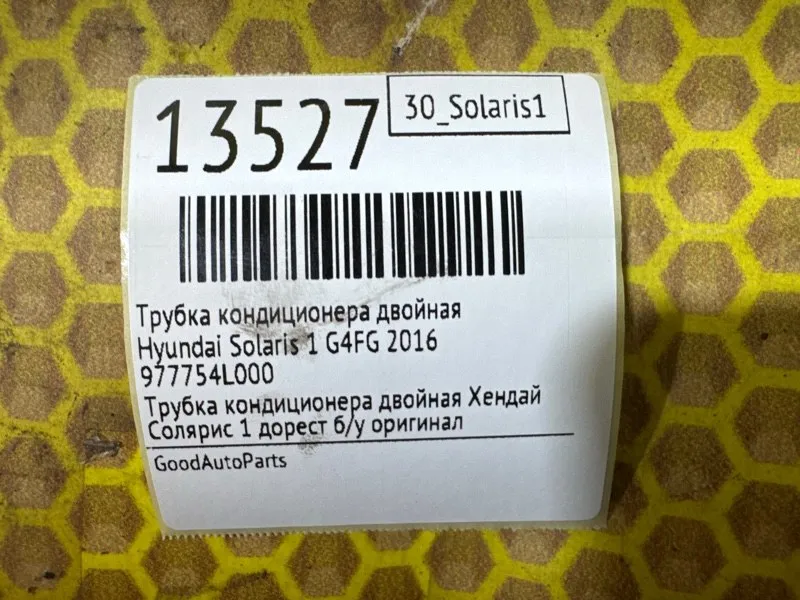 13527
30_Solaris1
Трубка кондиционера двойная
Hyundai Solaris 1 G4FG 2016
977754L000
Трубка кондиционера двойная Хендай
Солярис 1 дорест б/у оригинал
GoodAutoParts